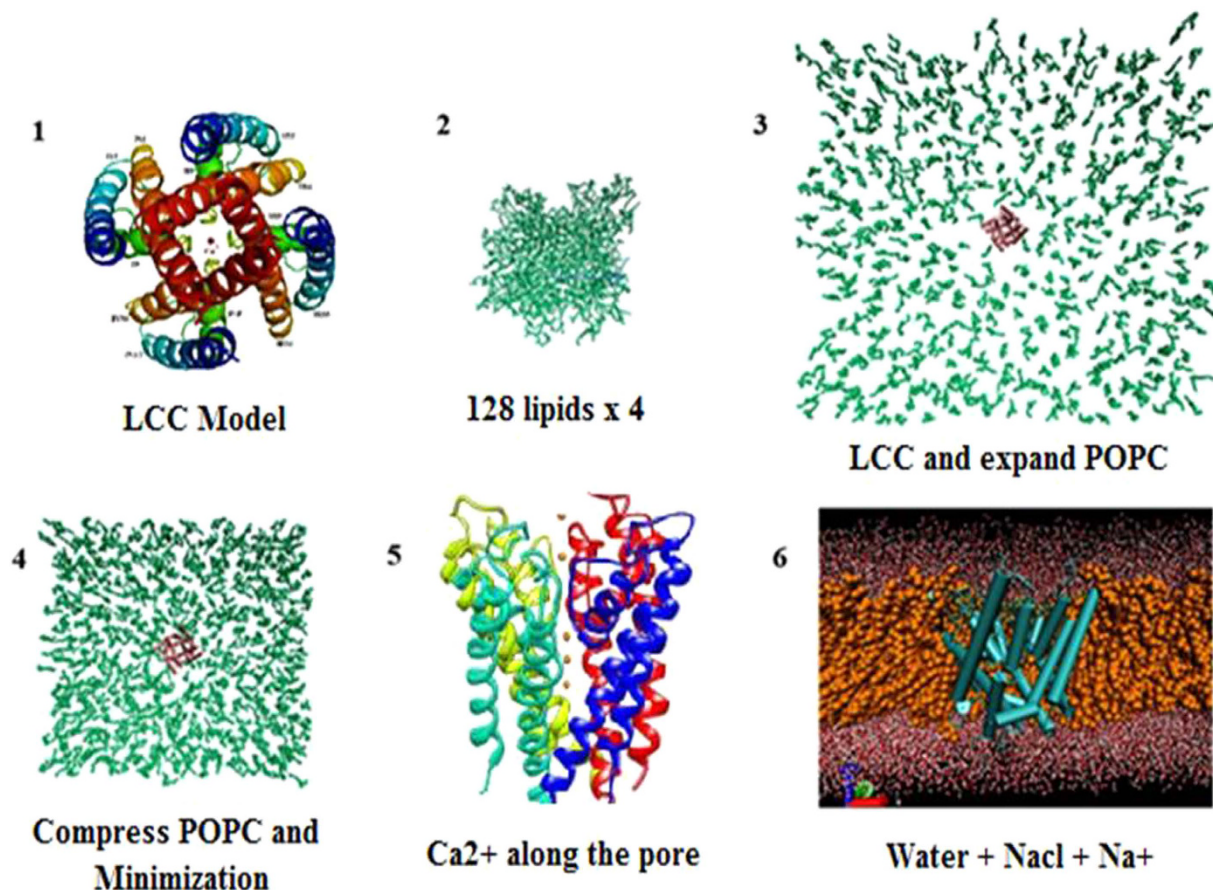 1
2
3
LCC Model
128 lipids x 4
LCC and expand POPC
4
5
6
Compress POPC and
Minimization
Ca2+ along the pore
Water + Nacl + Na+